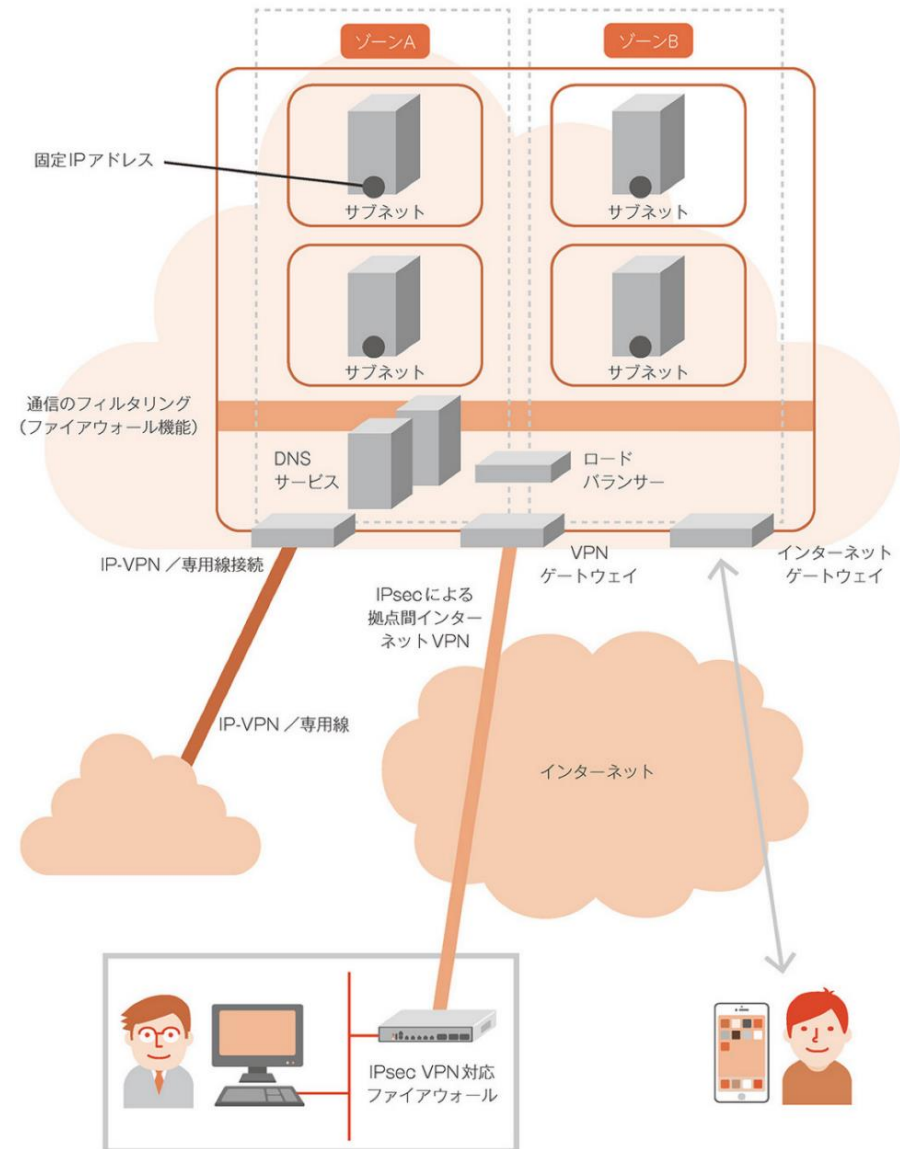 ゾーンA
ゾーンB
固定IPアドレス
サブネット
サブネット
サブネット
サブネット
通信のフィルタリング
(ファイアウォール機能)
DNS
サービス
ロード
バランサー
IP-VPN／専用線接続
VPN
ゲートウェイ
インターネット
ゲートウェイ
IPsecによる
拠点間インター
ネットVPN
IP-VPN／専用線
インターネット
IPsec VPN対応
ファイアウォール